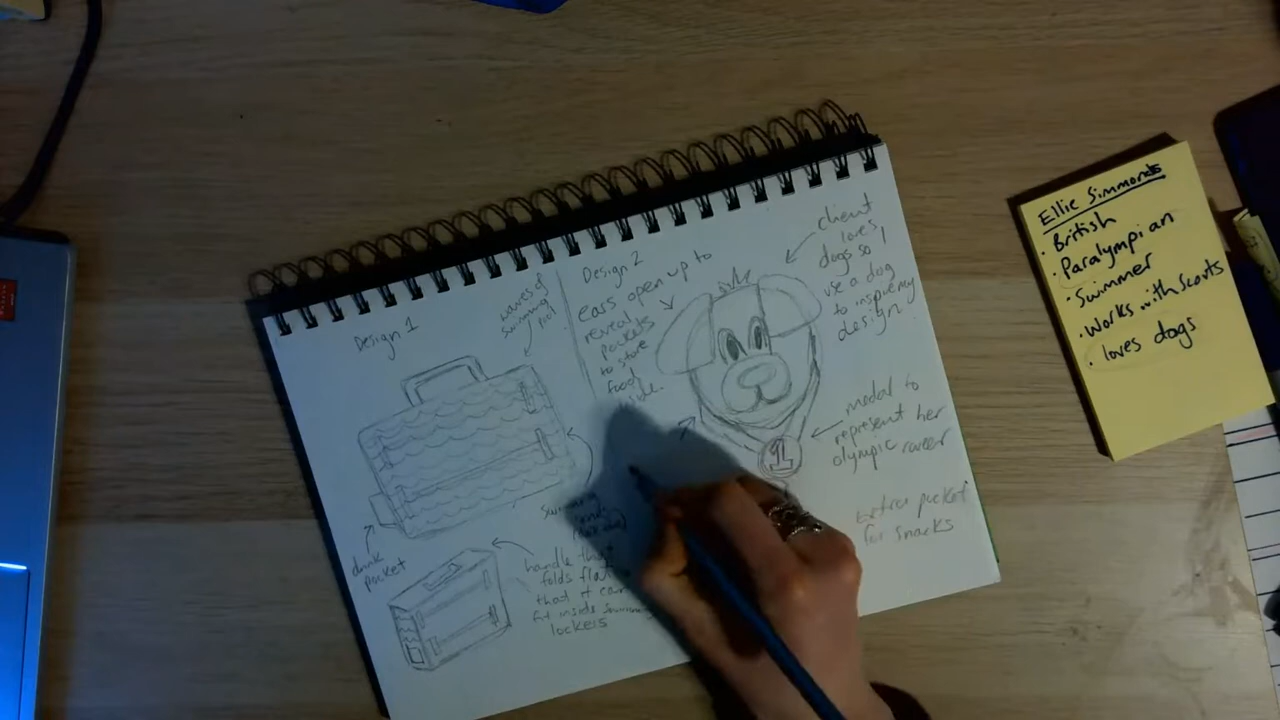 Design 1
waves of
swimming
pool
drink
pocket
handle that
folds flat
that it can
fit inside swimming
lockers
Design 2
ears open up to
reveal
pockets
to store
food
client
loves
dogs so I
use a dog
to inspire my
design.
medal to
represent her
olympic career
Extra pocket
for snacks
Ellie Simmonds
• British
• Paralympian
• Swimmer
• Works with Scouts
• loves dogs